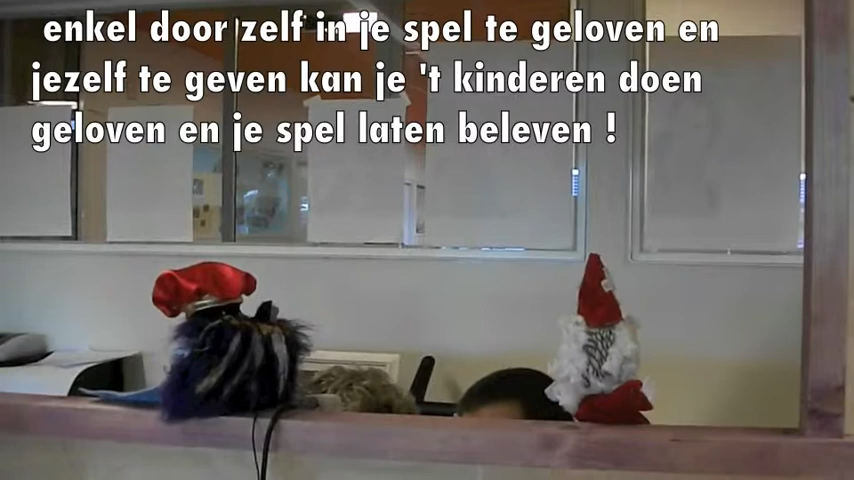 enkel door zelf in je spel te geloven en
jezelf te geven kan je 't kinderen doen
geloven en je spel laten beleven !